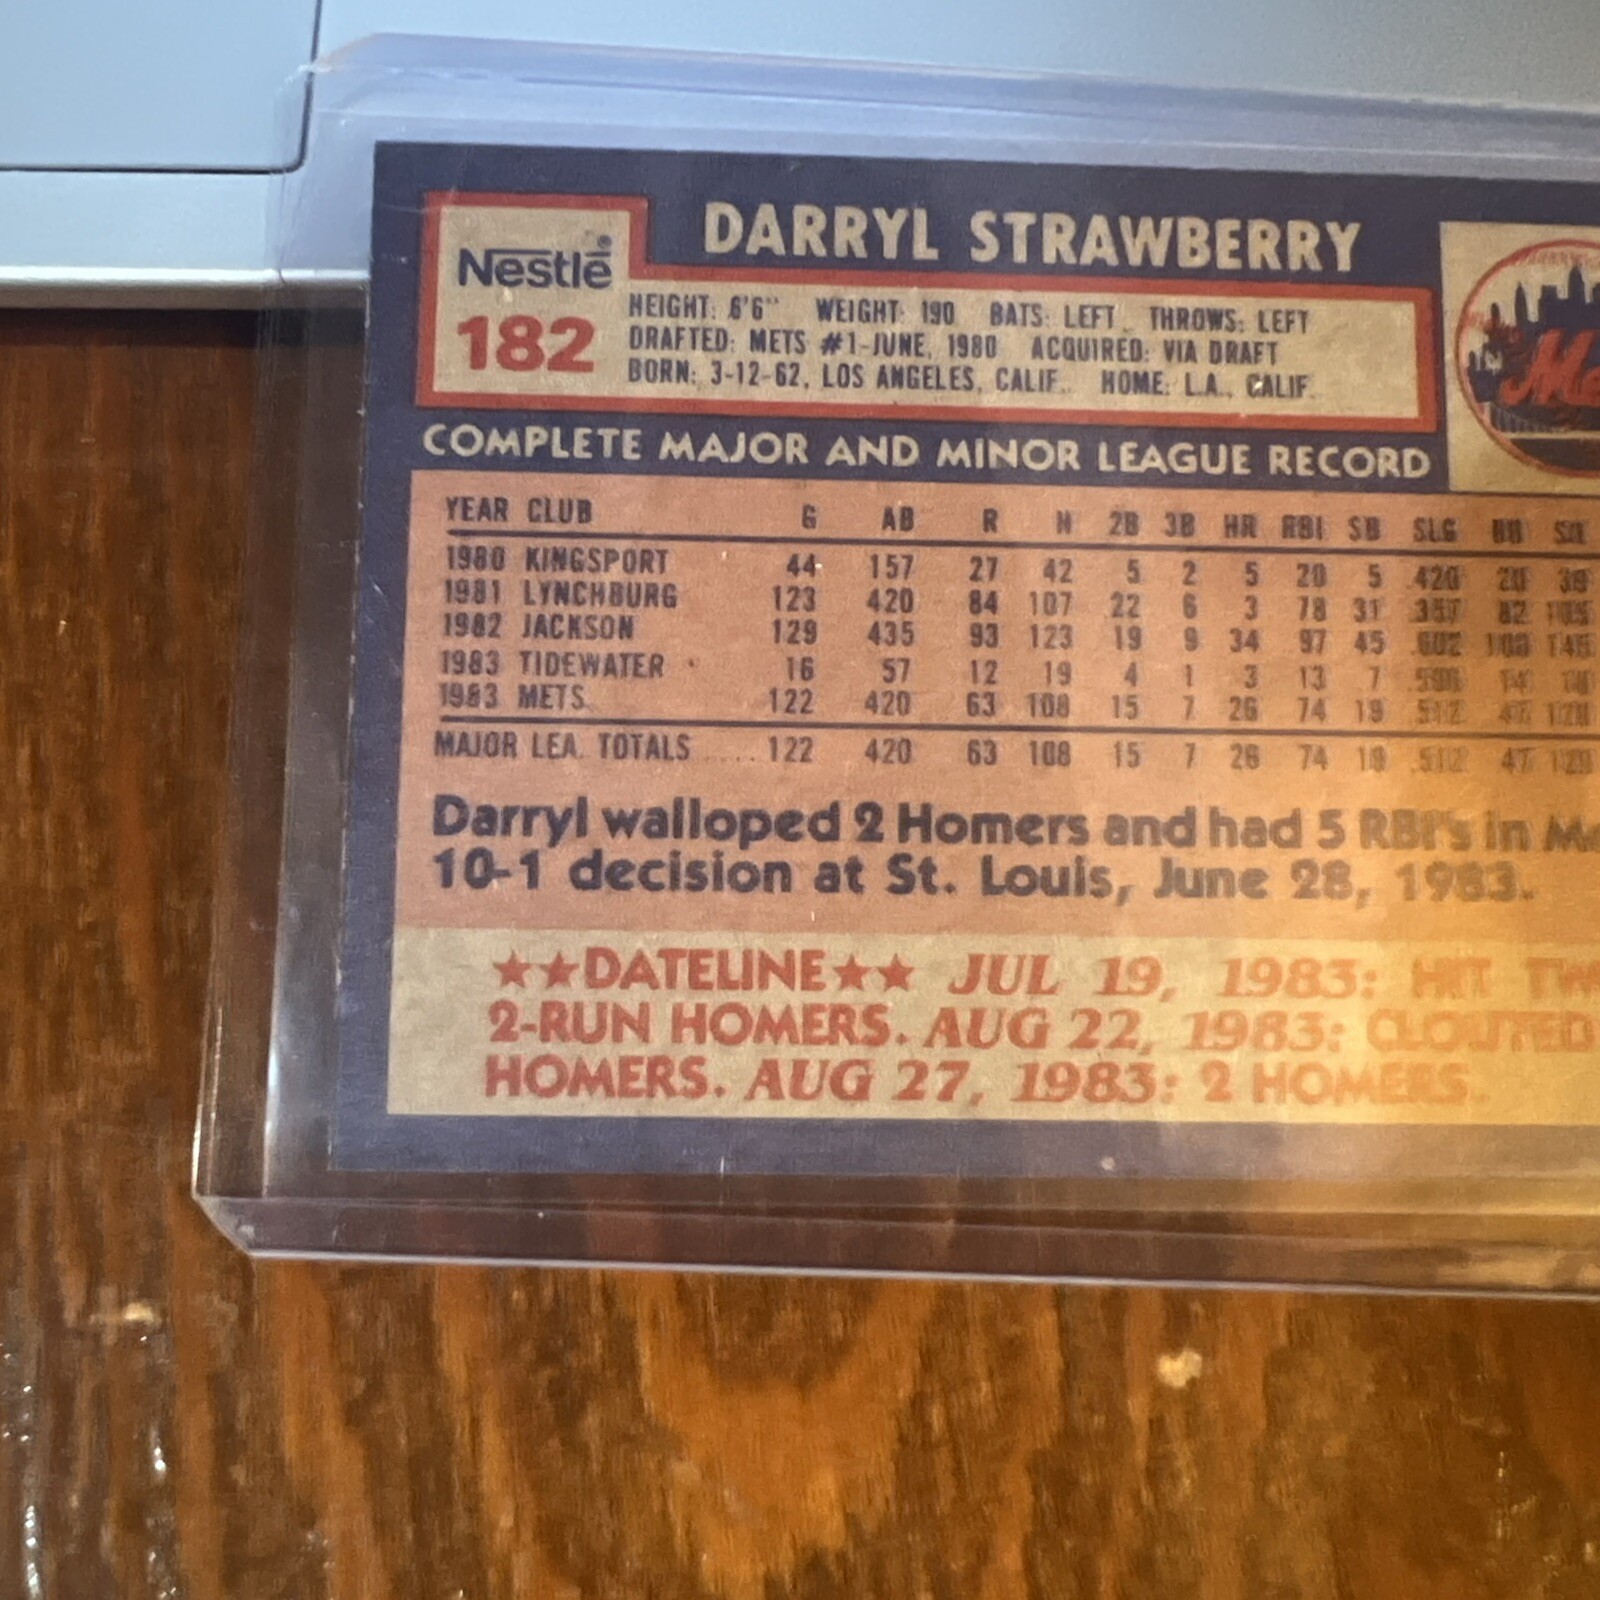 Nestlé®
182
DARRYL STRAWBERRY
HEIGHT: 6'6" WEIGHT: 190 BATS: LEFT THROWS: LEFT
DRAFTED: METS #1-JUNE, 1980 ACQUIRED: VIA DRAFT
BORN: 3-12-62, LOS ANGELES, CALIF. HOME: L.A., CALIF.
COMPLETE MAJOR AND MINOR LEAGUE RECORD
YEAR CLUB G AB R H 2B 3B HR RBI SB SLG BB
1980 KINGSPORT 44 157 27 42 5 2 5 20 5 .420 20
1981 LYNCHBURG 123 420 84 107 22 6 3 78 31 82 105
1982 JACKSON 129 435 93 123 19 9 34 97 45 .602 100 145
1983 TIDEWATER 16 57 12 19 4 1 3 13 7 14
1983 METS 122 420 63 108 15 7 26 74 19 .512 47 128
MAJOR LEA. TOTALS ..... 122 420 63 108 15 7 26 74 19 .512 47 128
Darryl walloped 2 Homers and had 5 RBI's in
10-1 decision at St. Louis, June 28, 1983.
★★DATELINE★★ JUL 19, 1983: HIT
2-RUN HOMERS. AUG 22, 1983: CLOUTED
HOMERS. AUG 27, 1983: 2 HOMERS.